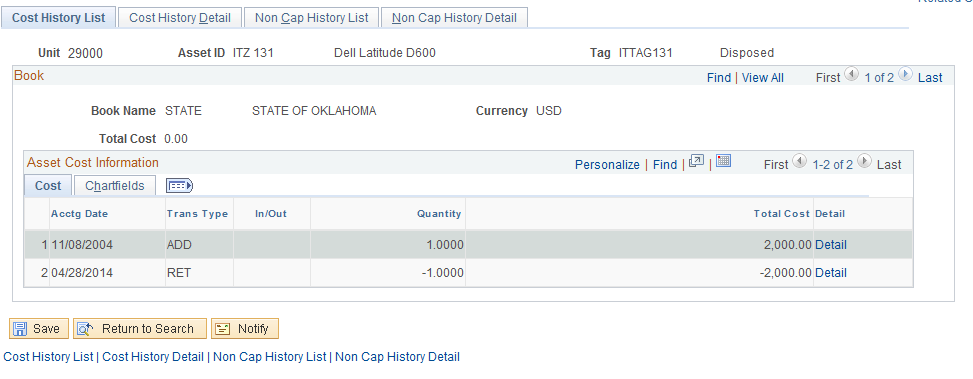 Cost History List Cost History Detail Non Cap History List Non Cap History Detail
Unit 29000 Asset ID ITZ 131 Dell Latitude D600 Tag ITTAG131 Disposed
Book Find | View All First 1 of 2 Last
Book Name STATE STATE OF OKLAHOMA Currency USD
Total Cost 0.00
Asset Cost Information Personalize | Find | | First 1-2 of 2 Last
Cost Chartfields
Acctg Date Trans Type In/Out Quantity Total Cost Detail
1 11/08/2004 ADD 1.0000 2,000.00 Detail
2 04/28/2014 RET -1.0000 -2,000.00 Detail
Save Return to Search Notify
Cost History List | Cost History Detail | Non Cap History List | Non Cap History Detail